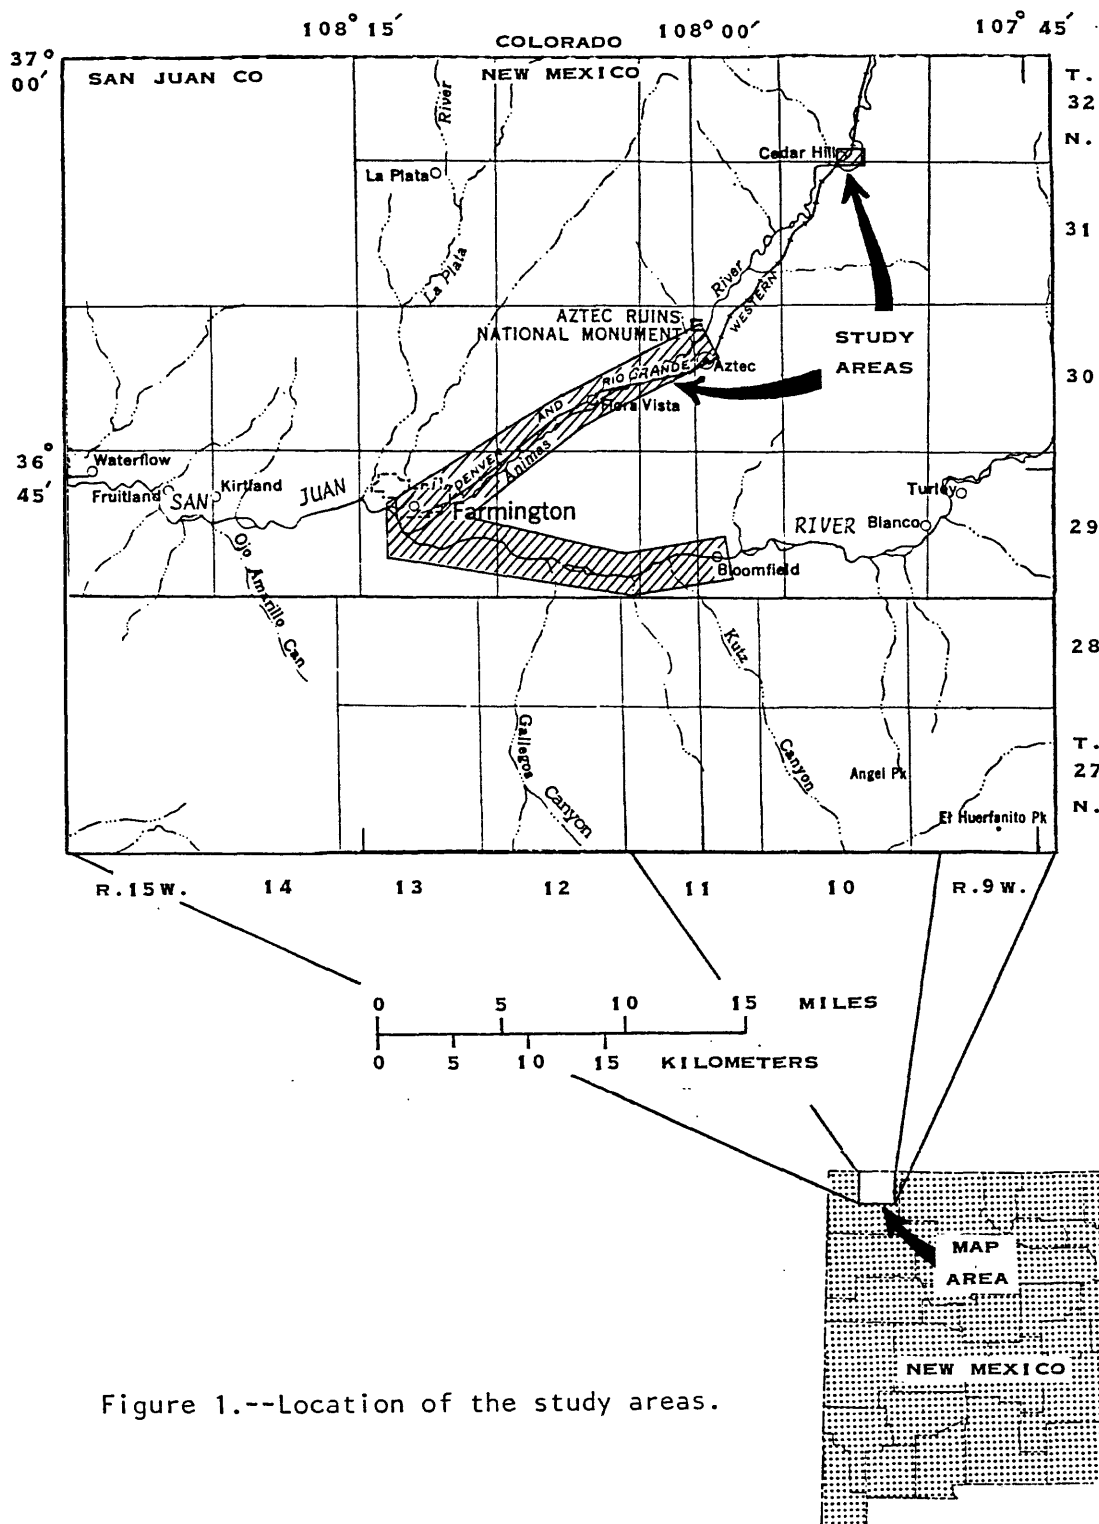 108° 15′
108° 00′
107° 45′
COLORADO
37° 00′
SAN JUAN CO
NEW MEXICO
T. 32 N.
River
Cedar Hill
La Plata
31
La Plata
River
WESTERN
AZTEC RUINS
NATIONAL MONUMENT
STUDY
AREAS
RIO GRANDE
Aztec
30
AND
Flora Vista
36° 45′
Waterflow
DENVER
Animas
Fruitland
SAN
Kirtland
JUAN
Turley
Farmington
RIVER
Blanco
29
Ojo
Bloomfield
Amarillo
Can
Kutz
28
Gallegos
Canyon
Canyon
Angel Pk
T. 27 N.
El Huerfanito Pk
R.15W.
14
13
12
11
10
R.9W.
0 5 10 15 MILES
0 5 10 15 KILOMETERS
MAP
AREA
NEW MEXICO
Figure 1.--Location of the study areas.